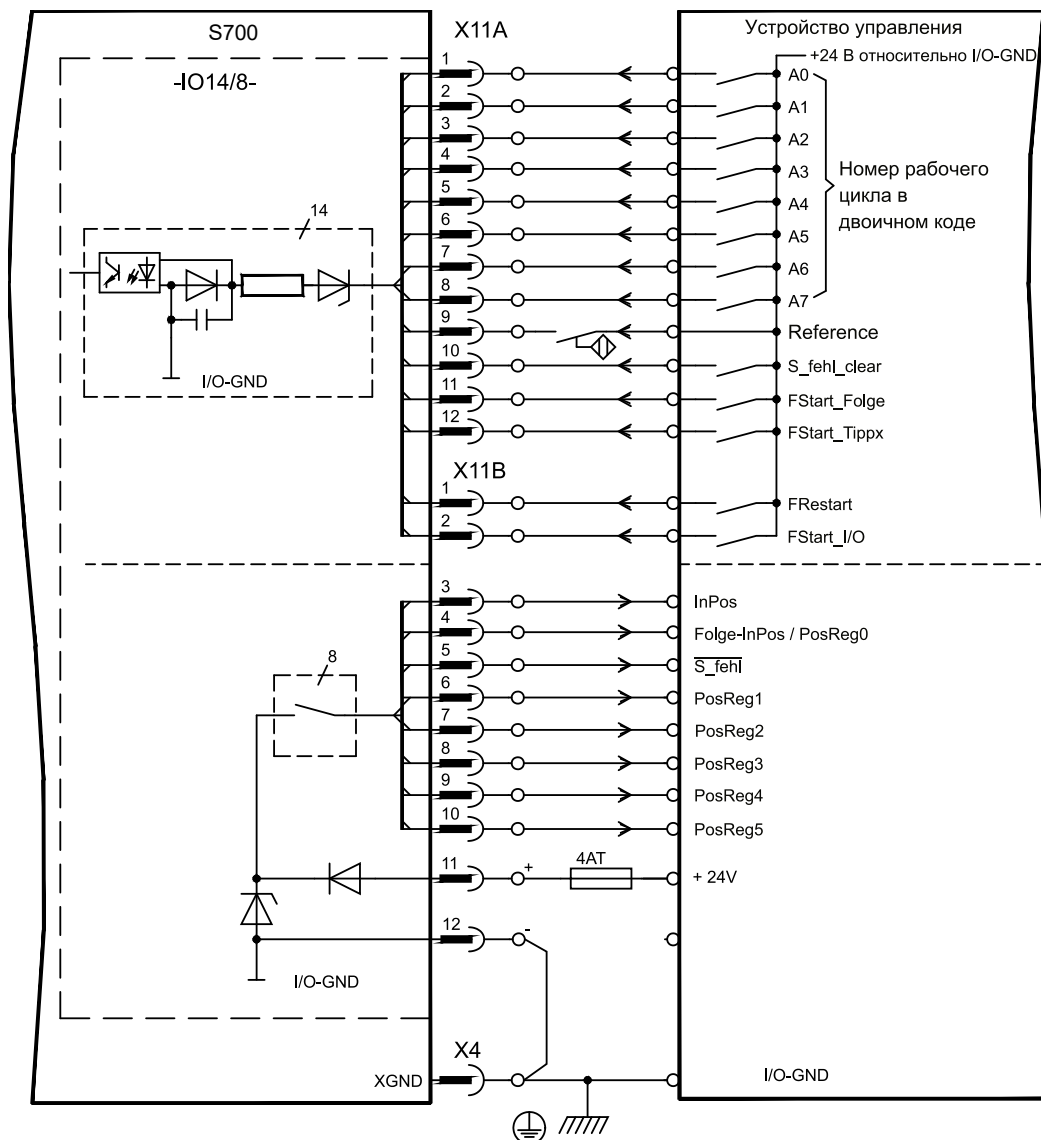 S700
X11A
Устройство управления
+24 В относительно I/O-GND
-IO14/8-
1
A0
2
A1
3
A2
4
A3
Номер рабочего
цикла в
двоичном коде
5
A4
14
6
A5
7
A6
8
A7
9
Reference
10
S_fehl_clear
I/O-GND
11
FStart_Folge
12
FStart_Tippx
X11B
1
FRestart
2
FStart_I/O
3
InPos
4
Folge-InPos / PosReg0
5
S_fehl
8
6
PosReg1
7
PosReg2
8
PosReg3
9
PosReg4
10
PosReg5
11
+
4AT
+ 24V
12
-
I/O-GND
X4
XGND
I/O-GND